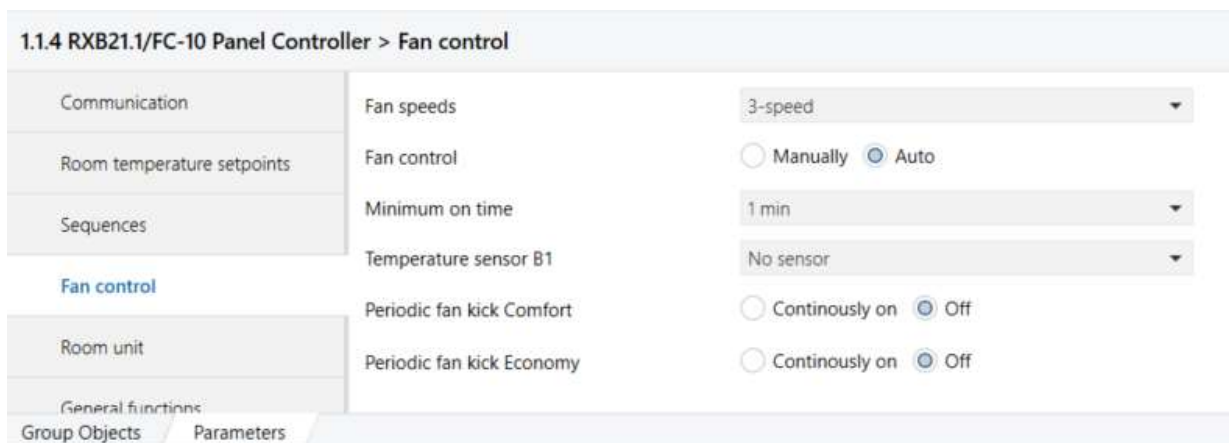 1.1.4 RXB21.1/FC-10 Panel Controller > Fan control
Communication
Room temperature setpoints
Sequences
Fan control
Room unit
General functions
Fan speeds 3-speed
Fan control Manually Auto
Minimum on time 1 min
Temperature sensor B1 No sensor
Periodic fan kick Comfort Continously on Off
Periodic fan kick Economy Continously on Off
Group Objects Parameters